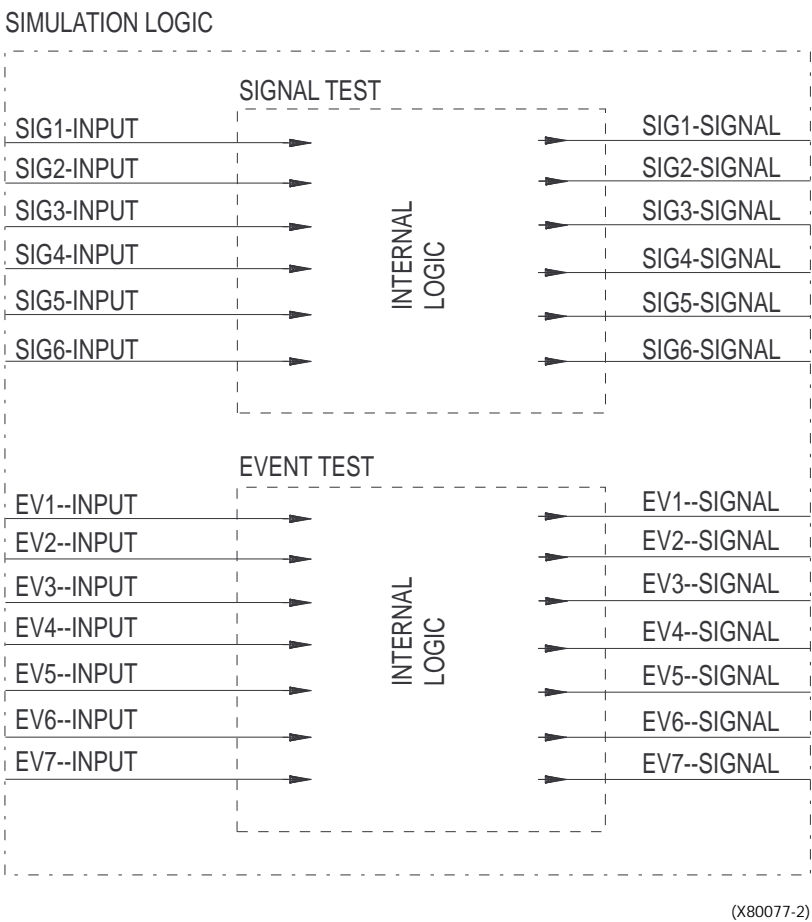 SIMULATION LOGIC
SIGNAL TEST
SIG1-INPUT
SIG2-INPUT
SIG3-INPUT
SIG4-INPUT
SIG5-INPUT
SIG6-INPUT
INTERNAL
LOGIC
SIG1-SIGNAL
SIG2-SIGNAL
SIG3-SIGNAL
SIG4-SIGNAL
SIG5-SIGNAL
SIG6-SIGNAL
EVENT TEST
EV1--INPUT
EV2--INPUT
EV3--INPUT
EV4--INPUT
EV5--INPUT
EV6--INPUT
EV7--INPUT
INTERNAL
LOGIC
EV1--SIGNAL
EV2--SIGNAL
EV3--SIGNAL
EV4--SIGNAL
EV5--SIGNAL
EV6--SIGNAL
EV7--SIGNAL
(X80077-2)